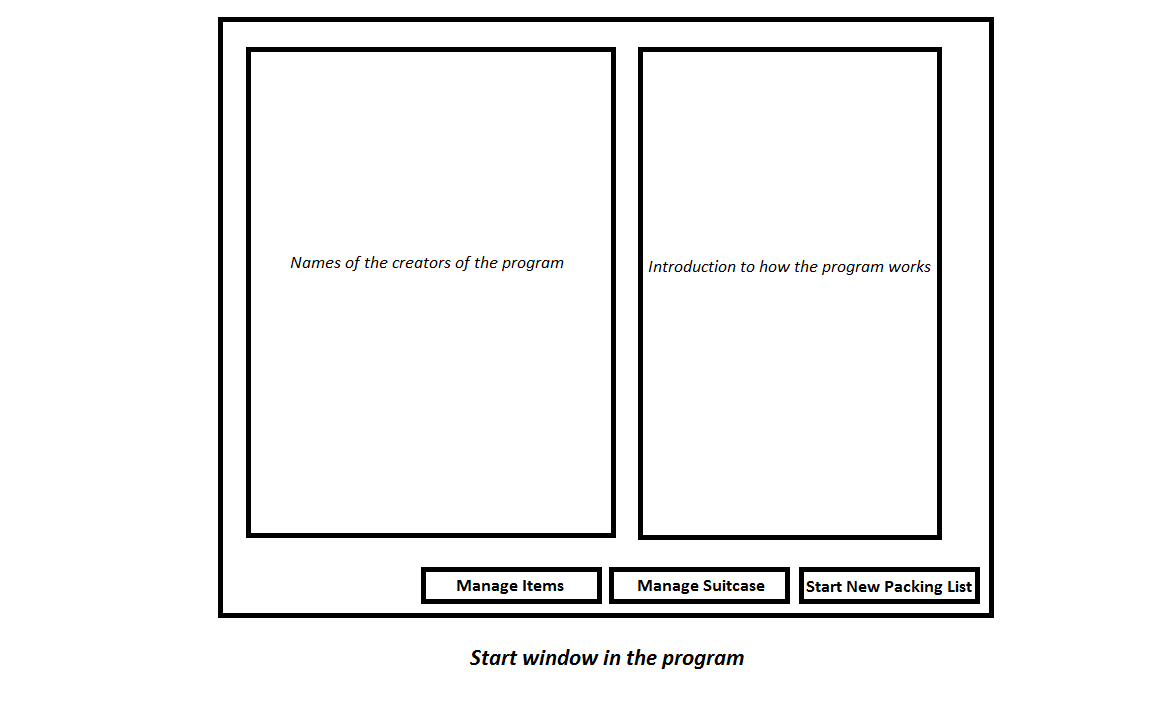 Names of the creators of the program
Introduction to how the program works
Manage Items
Manage Suitcase
Start New Packing List
Start window in the program